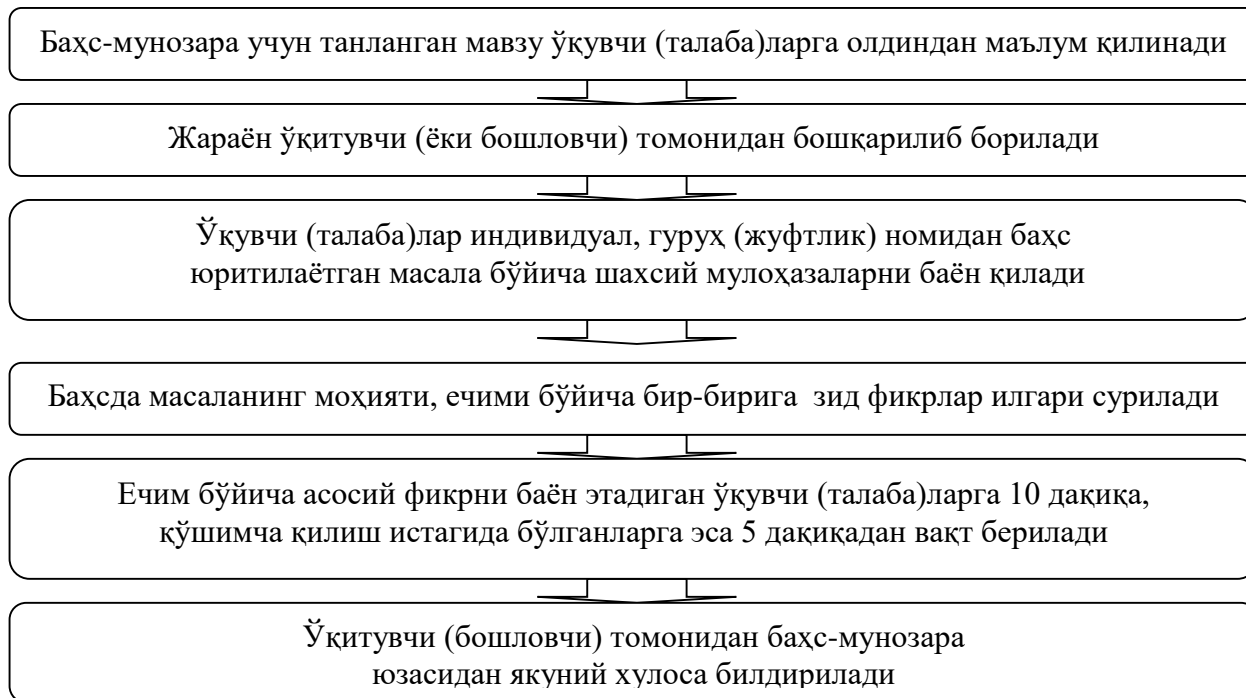 Баҳс-мунозара учун танланган мавзу ўқувчи (талаба)ларга олдиндан маълум қилинади
Жараён ўқитувчи (ёки бошловчи) томонидан бошқарилиб борилади
Ўқувчи (талаба)лар индивидуал, гуруҳ (жуфтлик) номидан баҳс
юритилаётган масала бўйича шахсий мулоҳазаларни баён қилади
Баҳсда масаланинг моҳияти, ечими бўйича бир-бирига зид фикрлар илгари сурилади
Ечим бўйича асосий фикрни баён этадиган ўқувчи (талаба)ларга 10 дақиқа,
қўшимча қилиш истагида бўлганларга эса 5 дақиқадан вақт берилади
Ўқитувчи (бошловчи) томонидан баҳс-мунозара
юзасидан якуний хулоса билдирилади